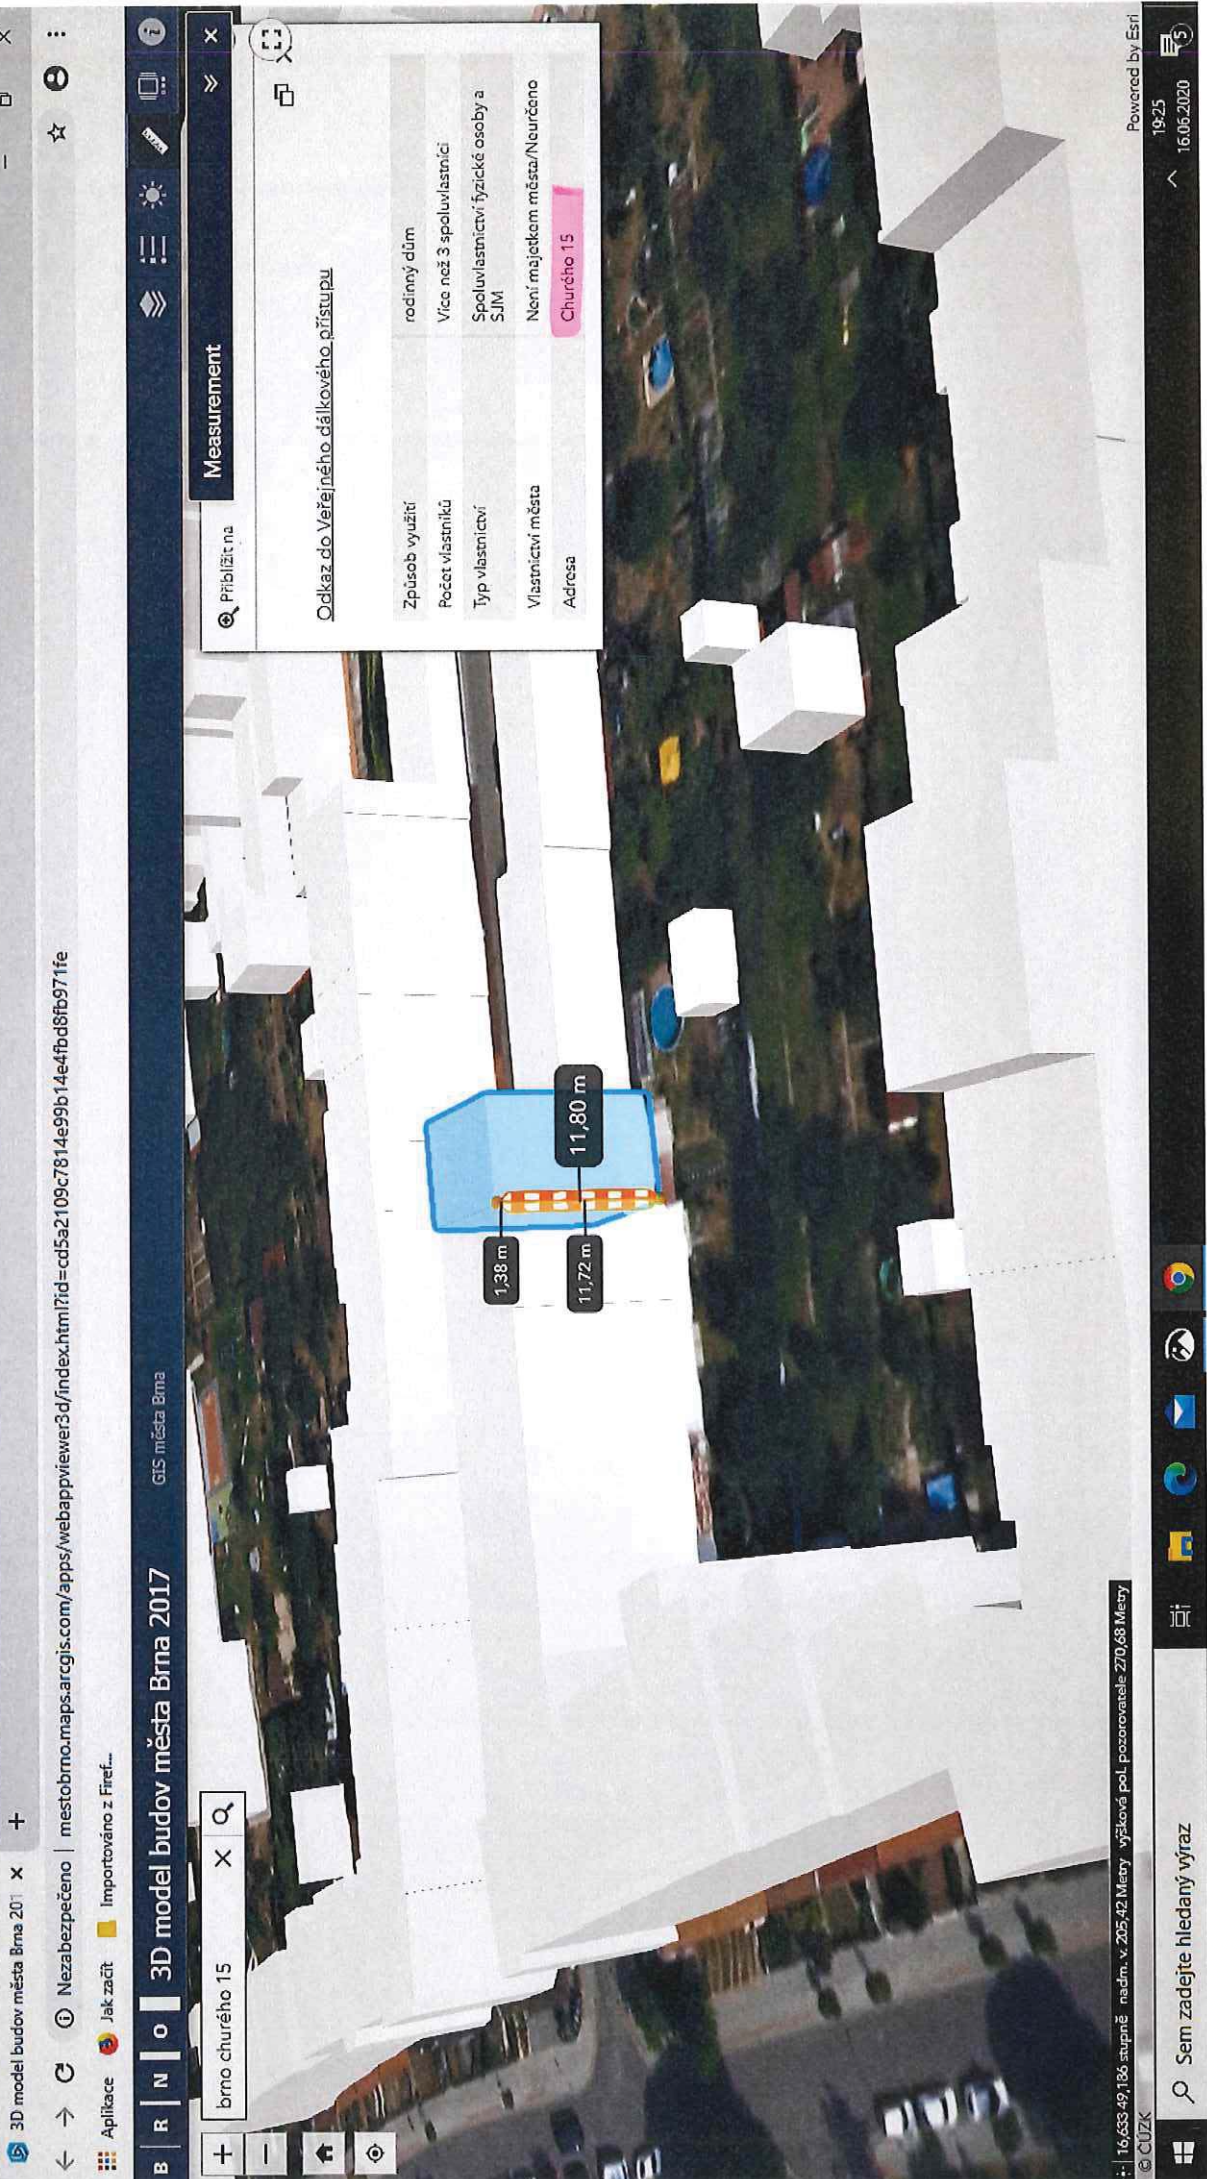 3D model budov města Brna 201
Nezabezpečeno | mestobrno.maps.arcgis.com/apps/webappviewer3d/index.html?id=cd5a2109c7814e99b14e4fbd8fb971fe
Aplikace Jak začít Importováno z Firef...
B R N O 3D model budov města Brna 2017 GIS města Brna
brno churého 15
Measurement
Přiblížit na
Odkaz do Veřejného dálkového přístupu
Způsob využití rodinný dům
Počet vlastníků Více než 3 spoluvlastníci
Typ vlastnictví Spoluvlastnictví fyzické osoby a
SJM
Vlastnictví města Není majetkem města/Neurčeno
Adresa Churého 15
1,38 m
11,80 m
11,72 m
16,633 49,186 stupně nadm. v. 205,42 Metry výšková pol. pozorovatele 270,68 Metry
© ČÚZK
Powered by Esri
Sem zadejte hledaný výraz
19:25
16.06.2020
5